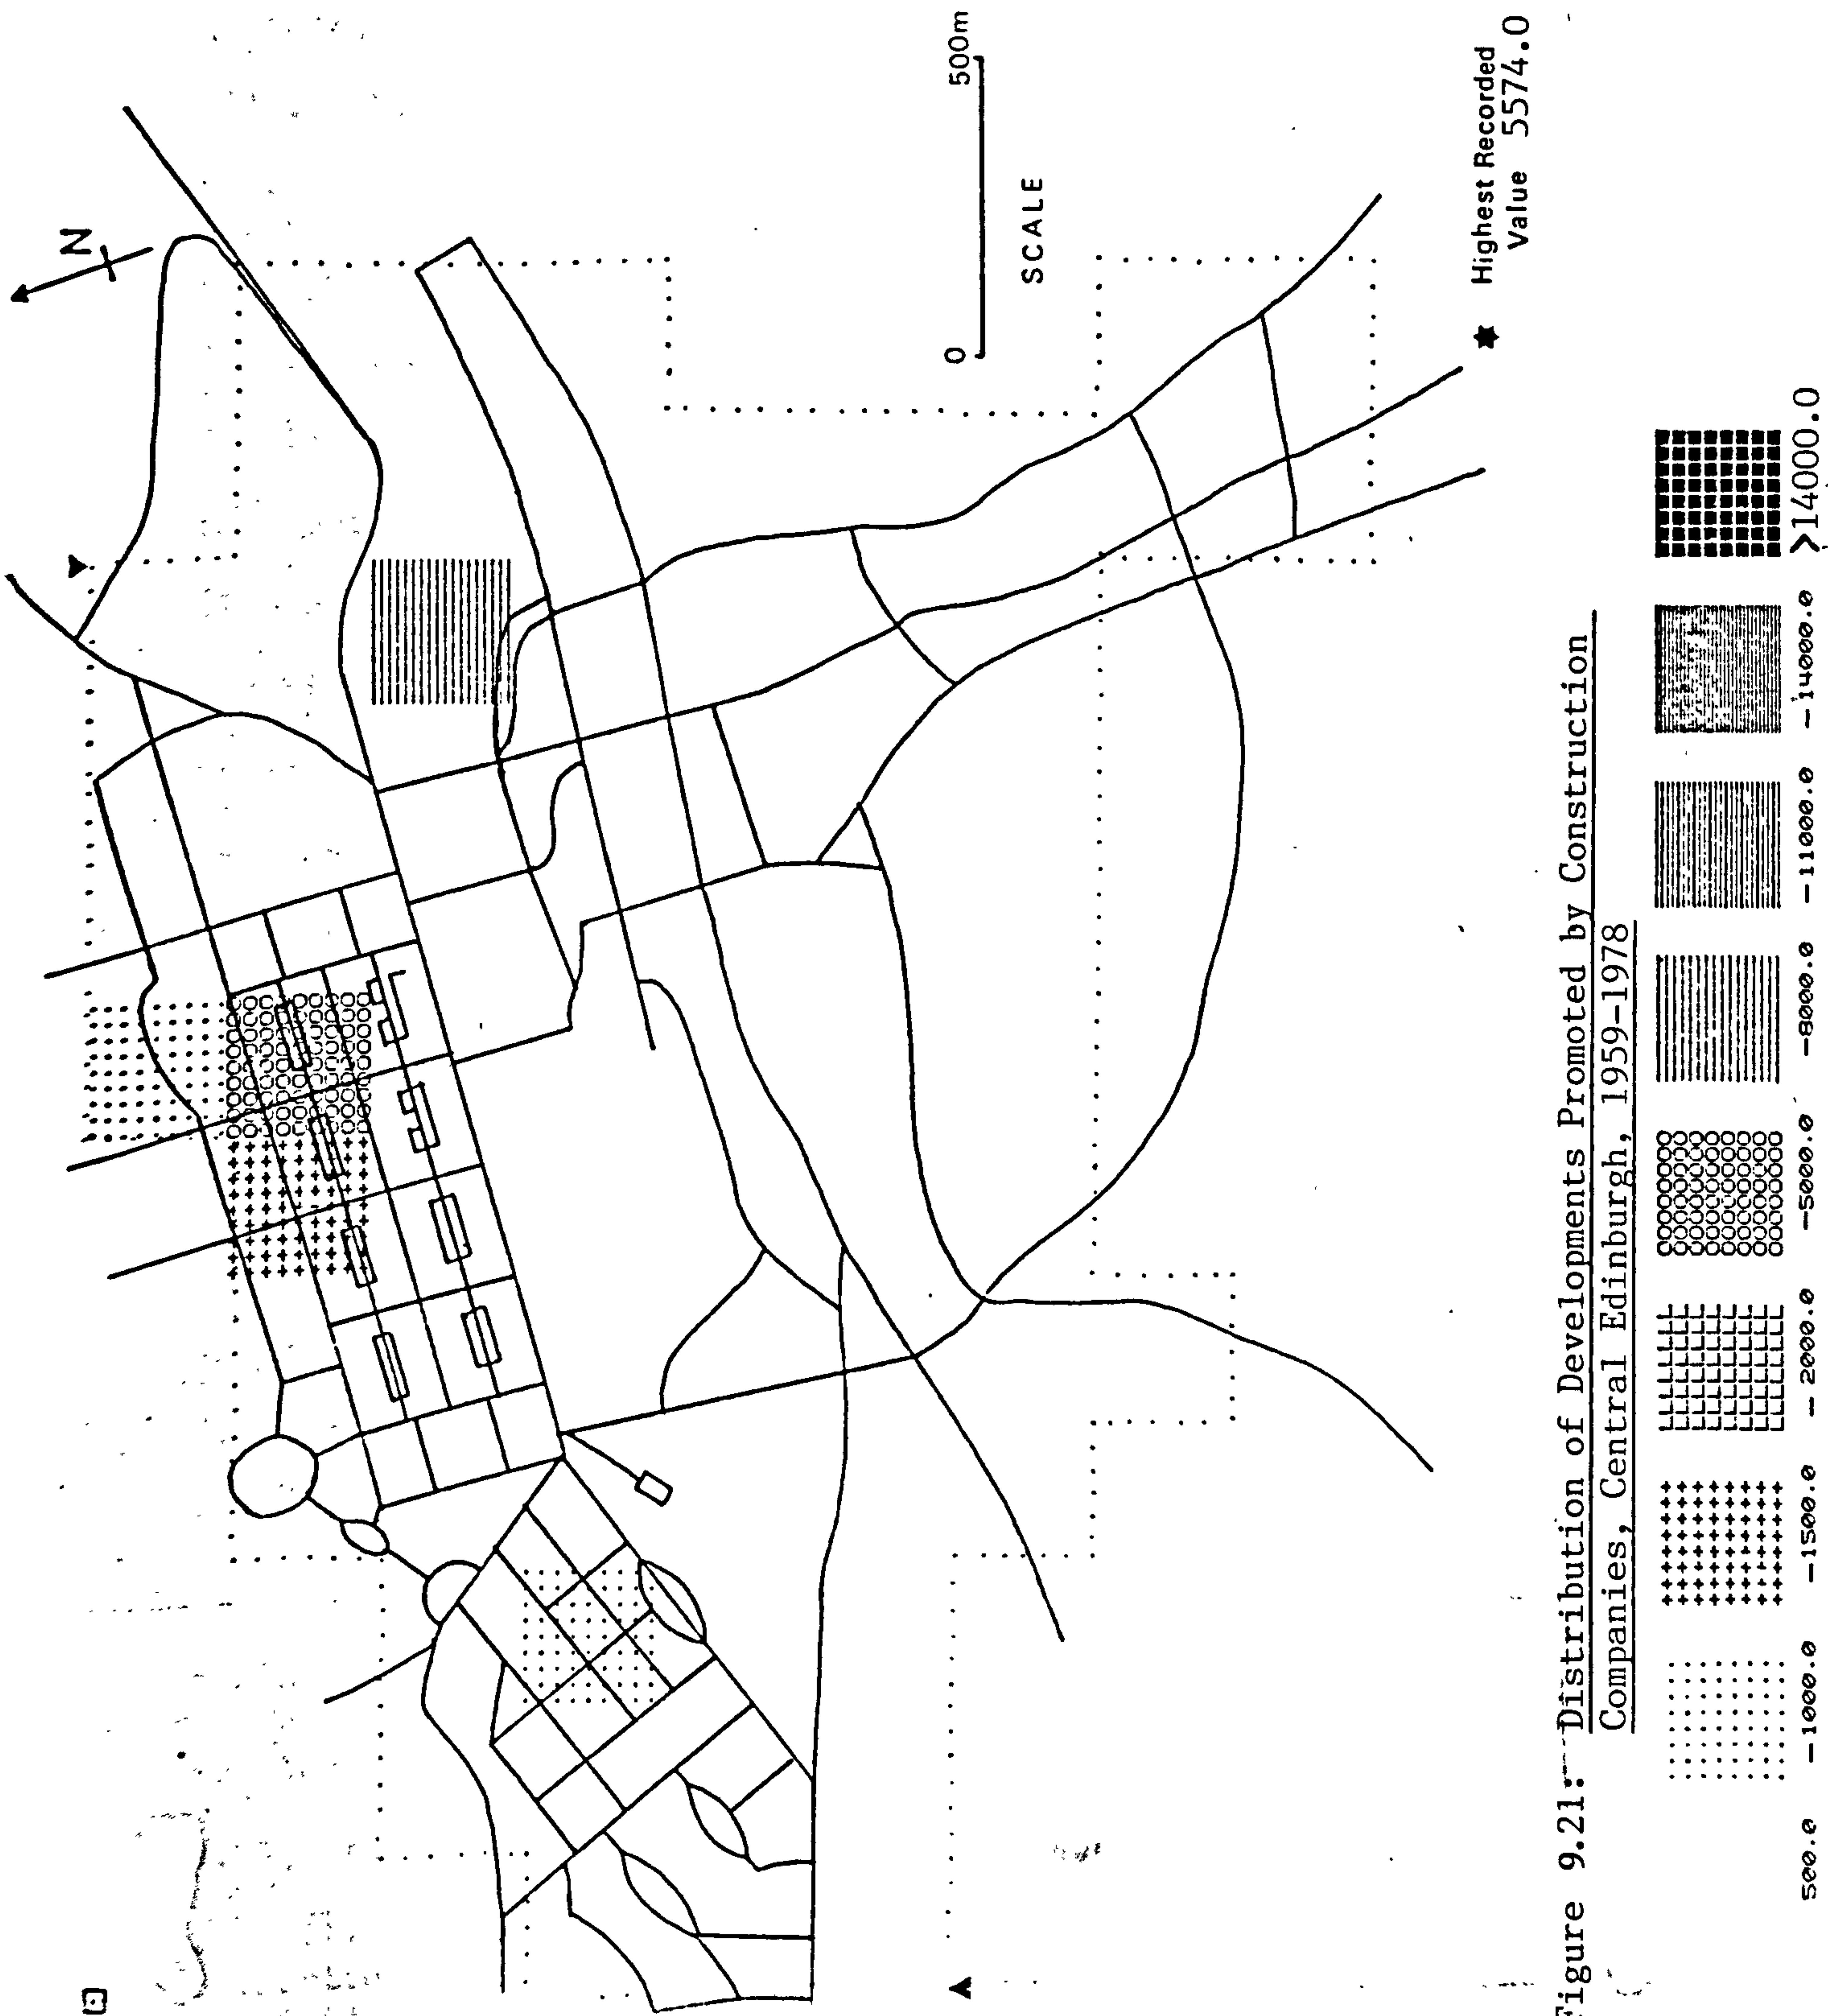 N
0 500m
SCALE
Highest Recorded
Value 5574.0
Figure 9.21: Distribution of Developments Promoted by Construction
Companies, Central Edinburgh, 1959-1978
500.0 -1000.0 -1500.0 -2000.0 -5000.0 -8000.0 -11000.0 -14000.0 >14000.0